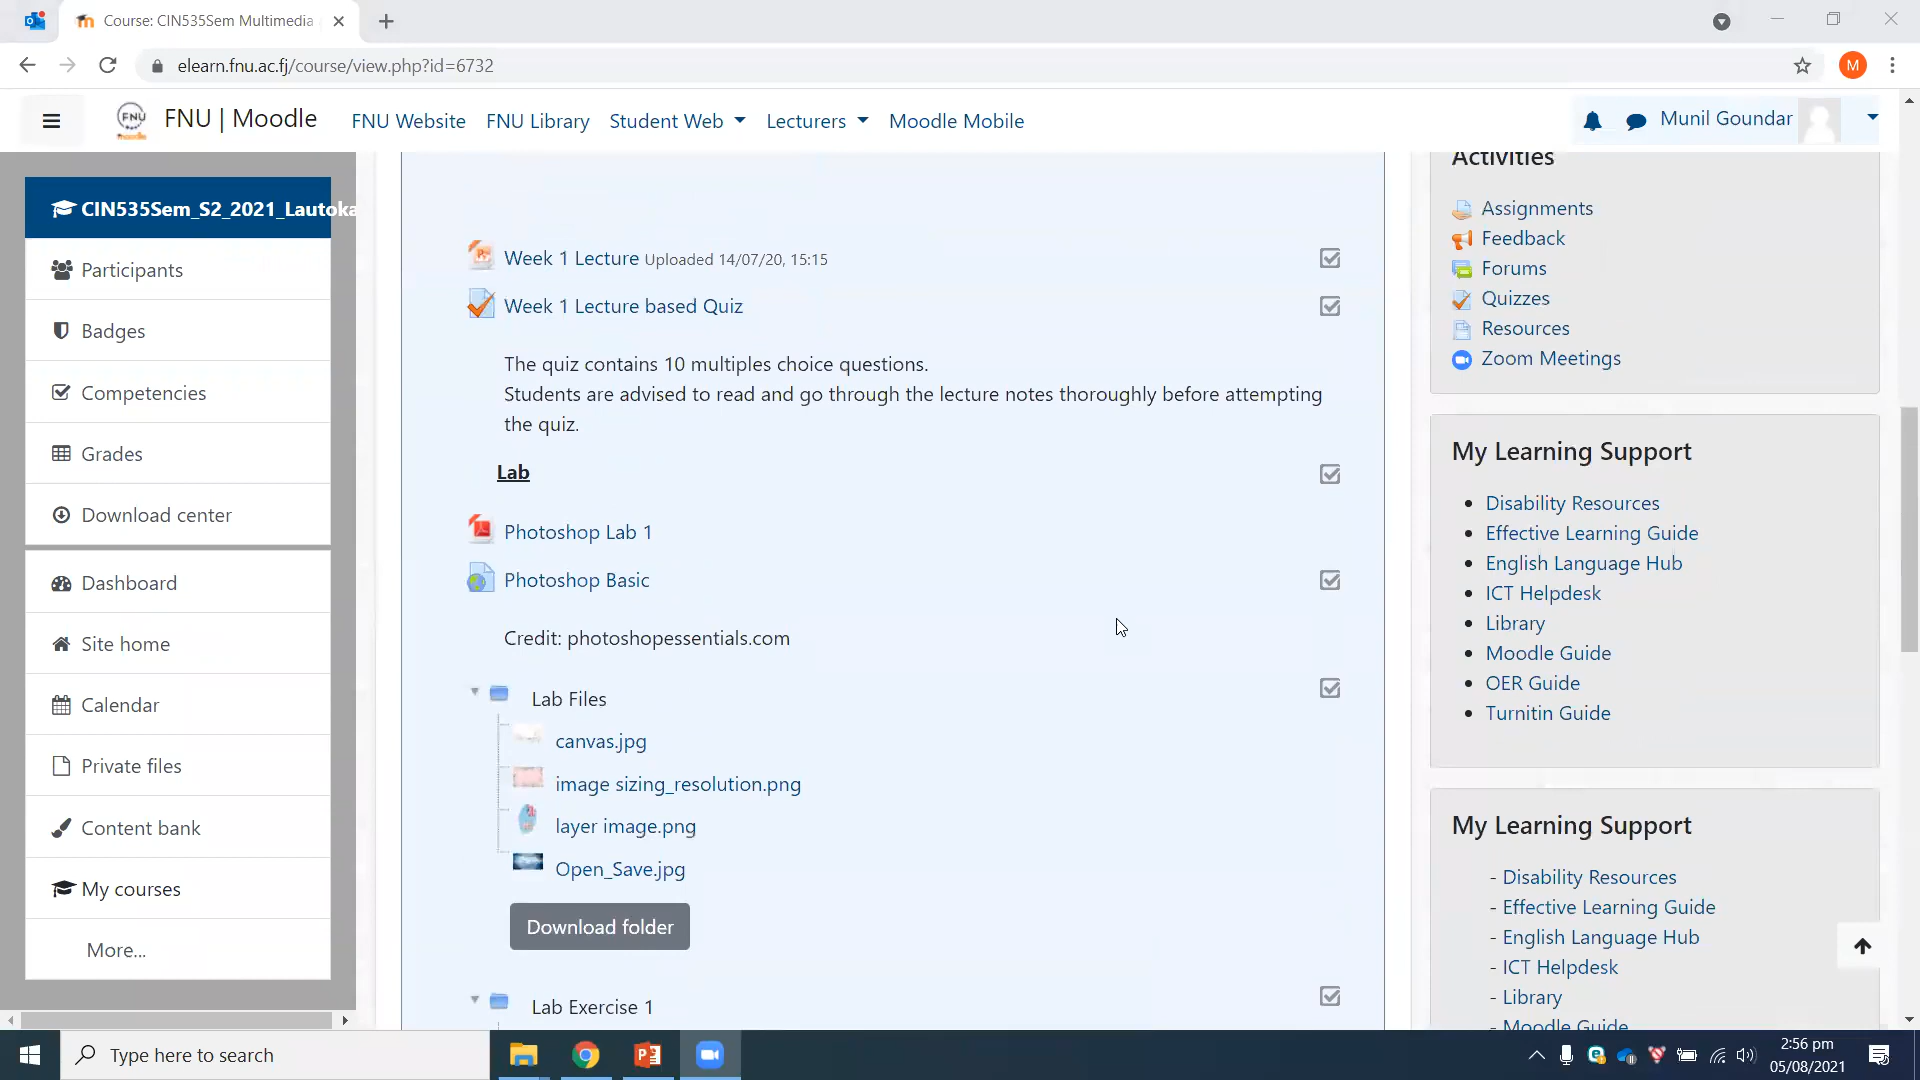 Course: CIN535Sem Multimedia
elearn.fnu.ac.fj/course/view.php?id=6732
M
FNU
moodle
FNU | Moodle
FNU Website
FNU Library
Student Web
Lecturers
Moodle Mobile
Munil Goundar
CIN535Sem_S2_2021_Lautoka
Participants
Badges
Competencies
Grades
Download center
Dashboard
Site home
Calendar
Private files
Content bank
My courses
More...
Week 1 Lecture Uploaded 14/07/20, 15:15
Week 1 Lecture based Quiz
The quiz contains 10 multiples choice questions.
Students are advised to read and go through the lecture notes thoroughly before attempting
the quiz.
Lab
Photoshop Lab 1
Photoshop Basic
Credit: photoshopessentials.com
Lab Files
canvas.jpg
image sizing_resolution.png
layer image.png
Open_Save.jpg
Download folder
Lab Exercise 1
Activities
Assignments
Feedback
Forums
Quizzes
Resources
Zoom Meetings
My Learning Support
Disability Resources
Effective Learning Guide
English Language Hub
ICT Helpdesk
Library
Moodle Guide
OER Guide
Turnitin Guide
My Learning Support
- Disability Resources
- Effective Learning Guide
- English Language Hub
- ICT Helpdesk
- Library
- Moodle Guide
Type here to search
2:56 pm
05/08/2021